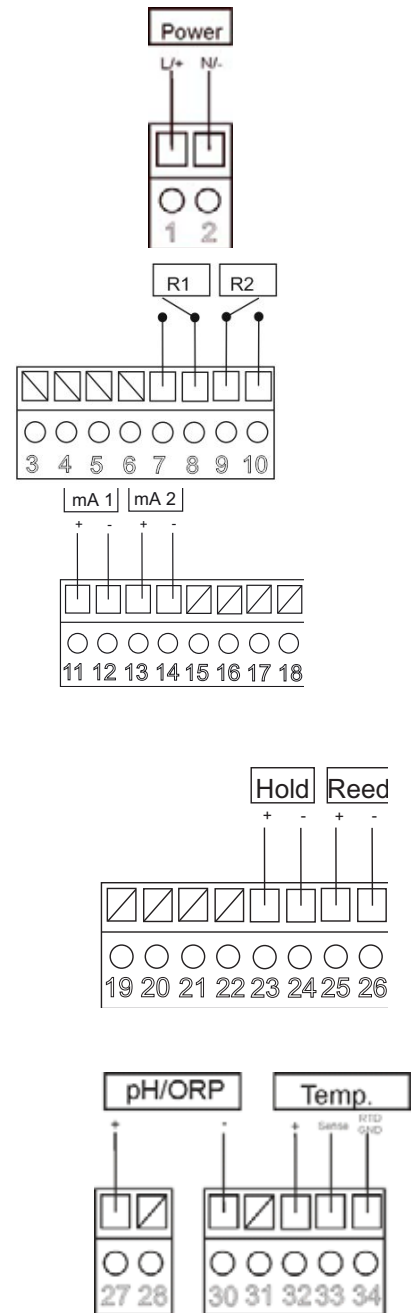 Power
L/+ N/-
1 2
R1 R2
3 4 5 6 7 8 9 10
mA 1 mA 2
+ - + -
11 12 13 14 15 16 17 18
Hold Reed
+ - + -
19 20 21 22 23 24 25 26
pH/ORP Temp.
+ - + Sense RTD
GND
27 28 30 31 32 33 34